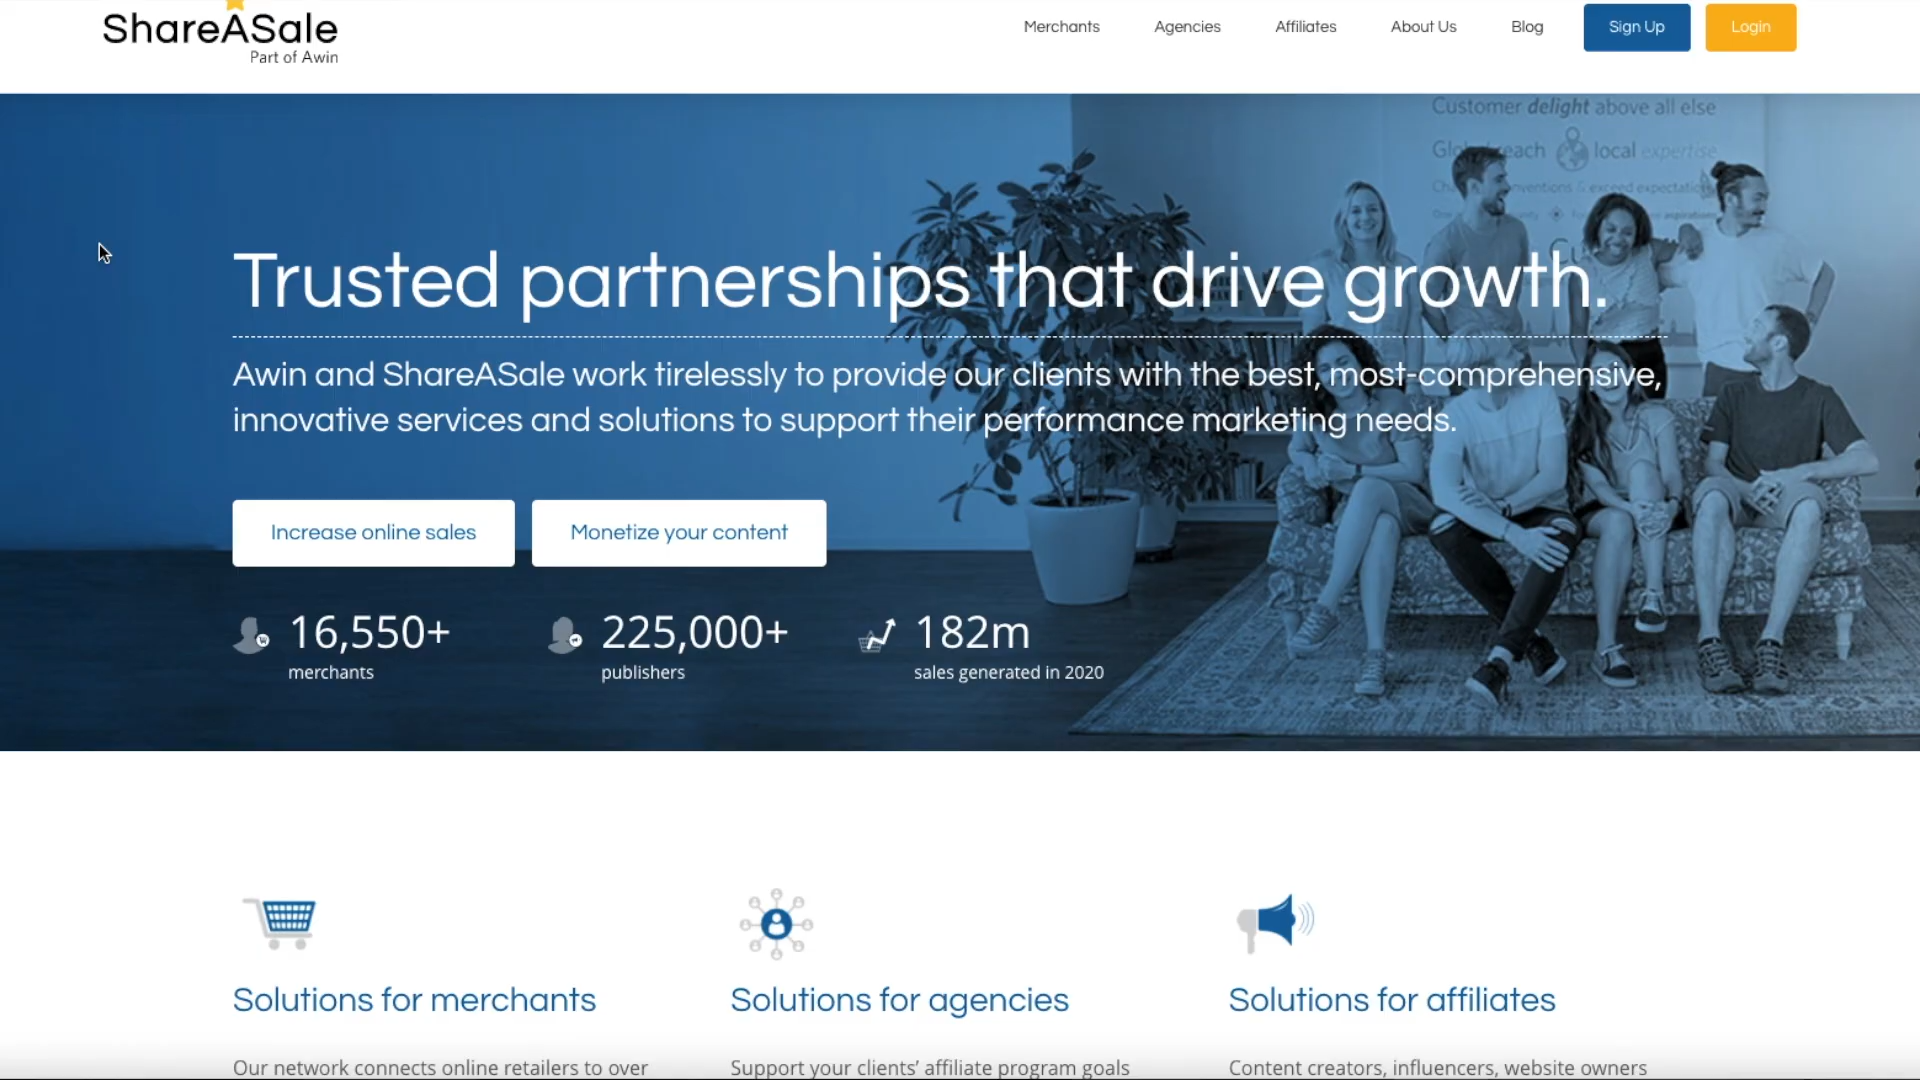 ShareASale
Part of Awin
Merchants
Agencies
Affiliates
About Us
Blog
Sign Up
Login
Customer delight above all else
local expertise
Trusted partnerships that drive growth.
Awin and ShareASale work tirelessly to provide our clients with the best, most-comprehensive,
innovative services and solutions to support their performance marketing needs.
Increase online sales
Monetize your content
16,550+
merchants
225,000+
publishers
182m
sales generated in 2020
Solutions for merchants
Solutions for agencies
Solutions for affiliates
Our network connects online retailers to over
Support your clients’ affiliate program goals
Content creators, influencers, website owners